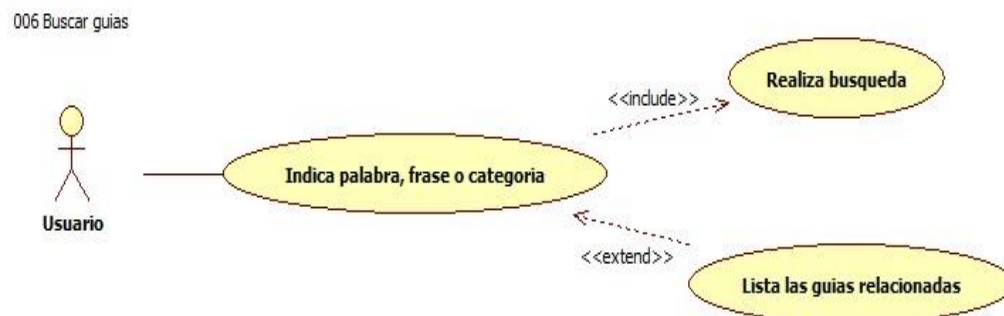 006 Buscar guias
Realiza busqueda
<<include>>
Indica palabra, frase o categoria
Usuario
<<extend>>
Lista las guias relacionadas